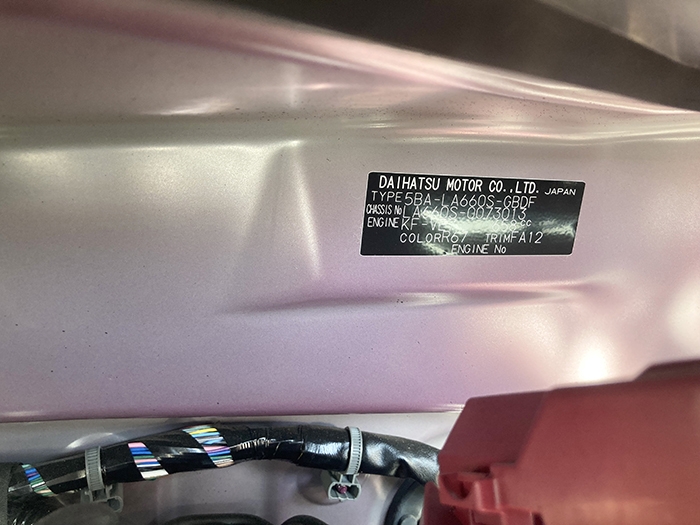 DAIHATSU MOTOR CO.,LTD. JAPAN
TYPE 5BA-LA660S-GBDF
CHASSIS No LA660S-0073013
ENGINE KF- cc
COLOR R67 TRIM FA12
ENGINE No